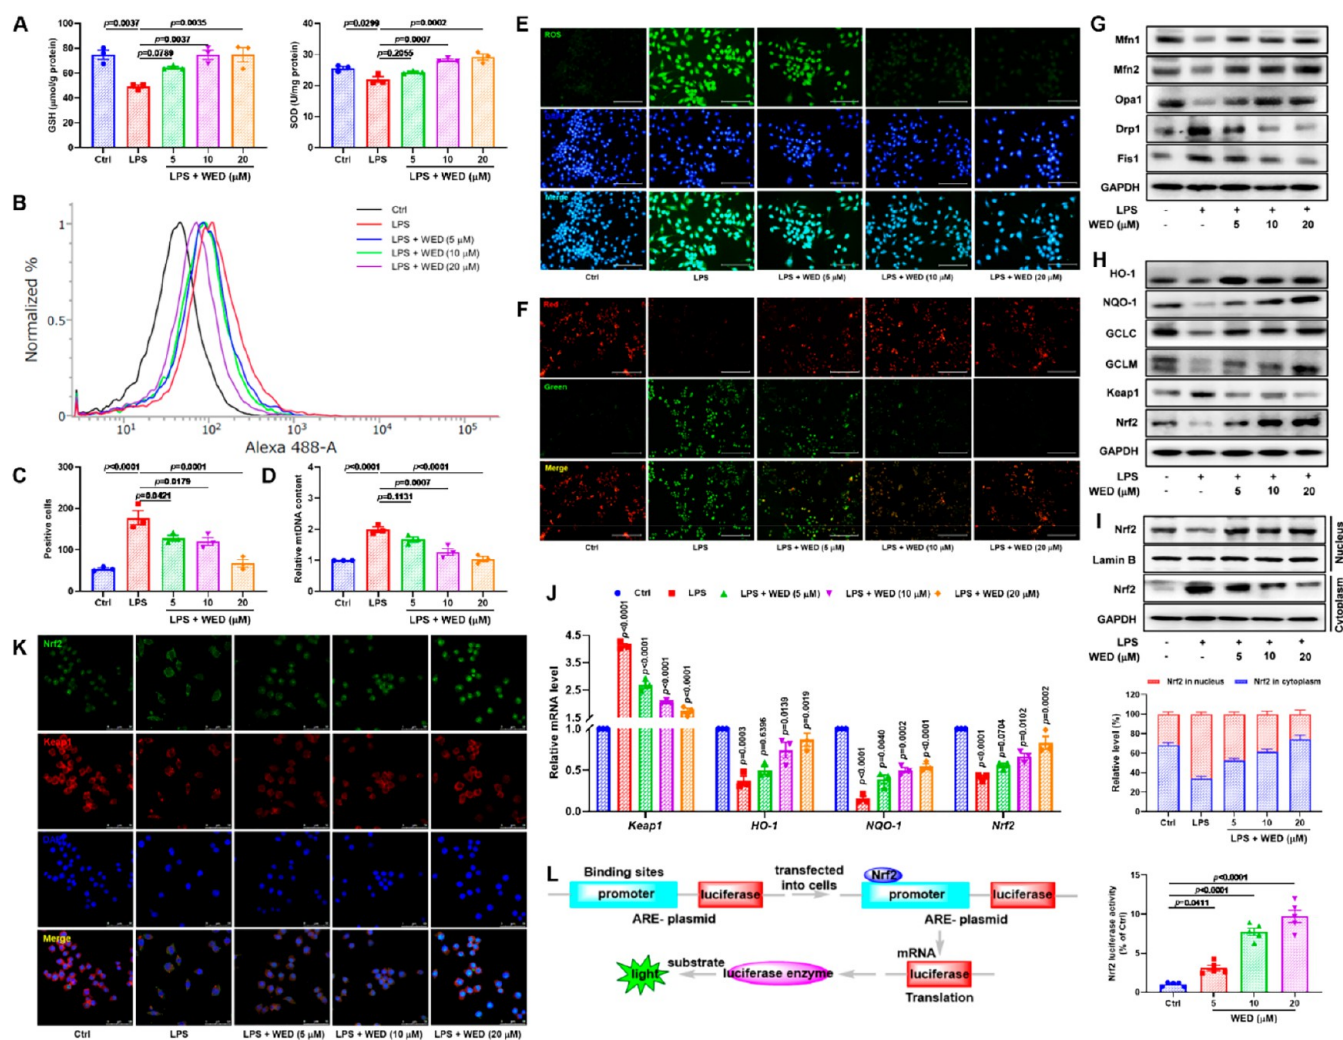 A
p=0.0037
p=0.0035
p=0.0037
p=0.0789
GSH (μmol/g protein)
100
80
60
40
20
0
Ctrl
LPS
5
10
20
LPS + WED (μM)
p=0.0299
p=0.0002
p=0.0007
p=0.2055
SOD (U/mg protein)
40
30
20
10
0
Ctrl
LPS
5
10
20
LPS + WED (μM)
B
Normalized %
1
0.5
0
10¹
10²
10³
10⁴
10⁵
Alexa 488-A
Ctrl
LPS
LPS + WED (5 μM)
LPS + WED (10 μM)
LPS + WED (20 μM)
C
p<0.0001
p=0.0001
p=0.0179
p=0.0421
Positive cells
300
200
100
0
Ctrl
LPS
5
10
20
LPS + WED (μM)
D
p<0.0001
p<0.0001
p=0.0007
p=0.1131
Relative mtDNA content
4
3
2
1
0
Ctrl
LPS
5
10
20
LPS + WED (μM)
E
ROS
Merge
Ctrl
LPS
LPS + WED (5 μM)
LPS + WED (10 μM)
LPS + WED (20 μM)
F
Red
Green
Merge
Ctrl
LPS
LPS + WED (5 μM)
LPS + WED (10 μM)
LPS + WED (20 μM)
G
Mfn1
Mfn2
Opa1
Drp1
Fis1
GAPDH
LPS - + + + +
WED (μM) - - 5 10 20
H
HO-1
NQO-1
GCLC
GCLM
Keap1
Nrf2
GAPDH
LPS - + + + +
WED (μM) - - 5 10 20
I
Nrf2
Lamin B
Nucleus
Nrf2
GAPDH
Cytoplasm
LPS - + + + +
WED (μM) - - 5 10 20
Nrf2 in nucleus
Nrf2 in cytoplasm
Relative level (%)
120
100
80
60
40
20
0
Ctrl
LPS
5
10
20
LPS + WED (μM)
J
Ctrl
LPS
LPS + WED (5 μM)
LPS + WED (10 μM)
LPS + WED (20 μM)
Relative mRNA level
4.5
3.5
2.5
1.5
1.0
0.5
0.0
p<0.0001
p<0.0001
p<0.0001
p<0.0001
p=0.0003
p=0.6396
p=0.0139
p=0.0019
p<0.0001
p=0.0040
p=0.0002
p<0.0001
p<0.0001
p=0.0704
p=0.0102
p=0.0002
Keap1
HO-1
NQO-1
Nrf2
K
Nrf2
Keap1
Merge
Ctrl
LPS
LPS + WED (5 μM)
LPS + WED (10 μM)
LPS + WED (20 μM)
L
Binding sites
promoter
luciferase
ARE- plasmid
transfected
into cells
Nrf2
promoter
luciferase
ARE- plasmid
mRNA
luciferase
Translation
luciferase enzyme
substrate
light
p<0.0001
p<0.0001
p=0.0411
Nrf2 luciferase activity
(% of Ctrl)
15
10
5
0
Ctrl
5
10
20
WED (μM)